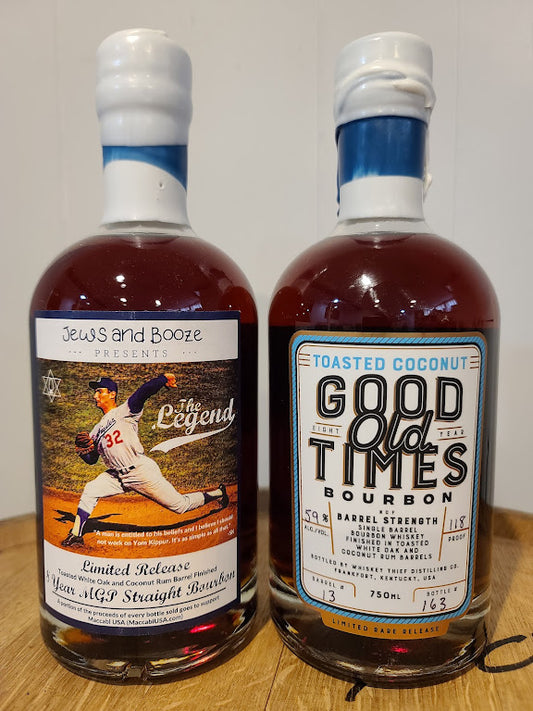 Jews and Booze
PRESENTS
The
Legend
Dodgers
32
"A man is entitled to his beliefs and I believe I should
not work on Yom Kippur. It's as simple as all that."
-SK
Limited Release
Toasted White Oak and Coconut Rum Barrel Finished
8 Year MGP Straight Bourbon
A portion of the proceeds of every bottle sold goes to support
Maccabi USA (MaccabiUSA.com)
TOASTED COCONUT
GOOD
EIGHT Old YEAR
TIMES
BOURBON
BARREL STRENGTH
59%
ALC/VOL.
SINGLE BARREL
BOURBON WHISKEY
FINISHED IN TOASTED
WHITE OAK AND
COCONUT RUM BARRELS
118
PROOF
BOTTLED BY WHISKEY THIEF DISTILLING CO.
FRANKFORT, KENTUCKY, USA
BARREL #
13
750ML
BOTTLE #
163
LIMITED RARE RELEASE